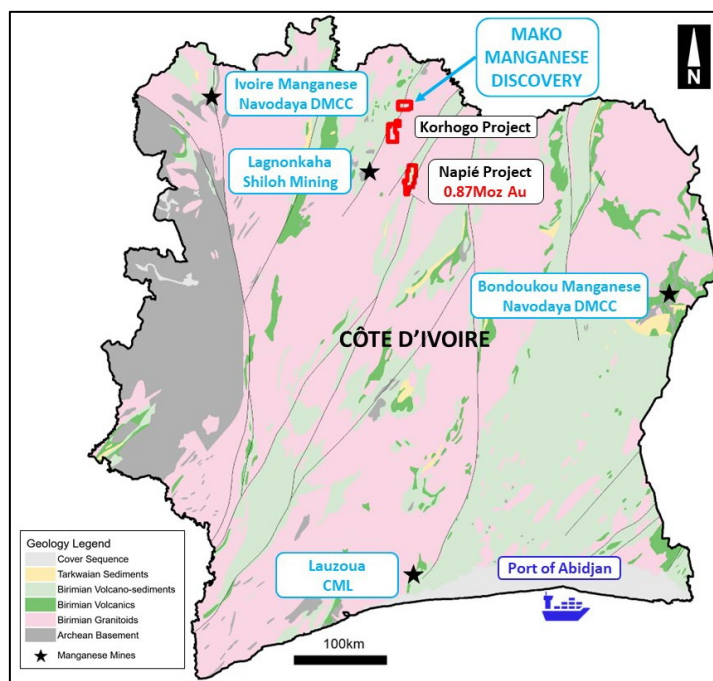 MAKO
MANGANESE
DISCOVERY
N
Ivoire Manganese
Navodaya DMCC
Korhogo Project
Lagnonkaha
Shiloh Mining
Napié Project
0.87Moz Au
Bondoukou Manganese
Navodaya DMCC
CÔTE D'IVOIRE
Geology Legend
Cover Sequence
Tarkwaian Sediments
Birimian Volcano-sediments
Birimian Volcanics
Birimian Granitoids
Archean Basement
Manganese Mines
Lauzoua
CML
Port of Abidjan
100km